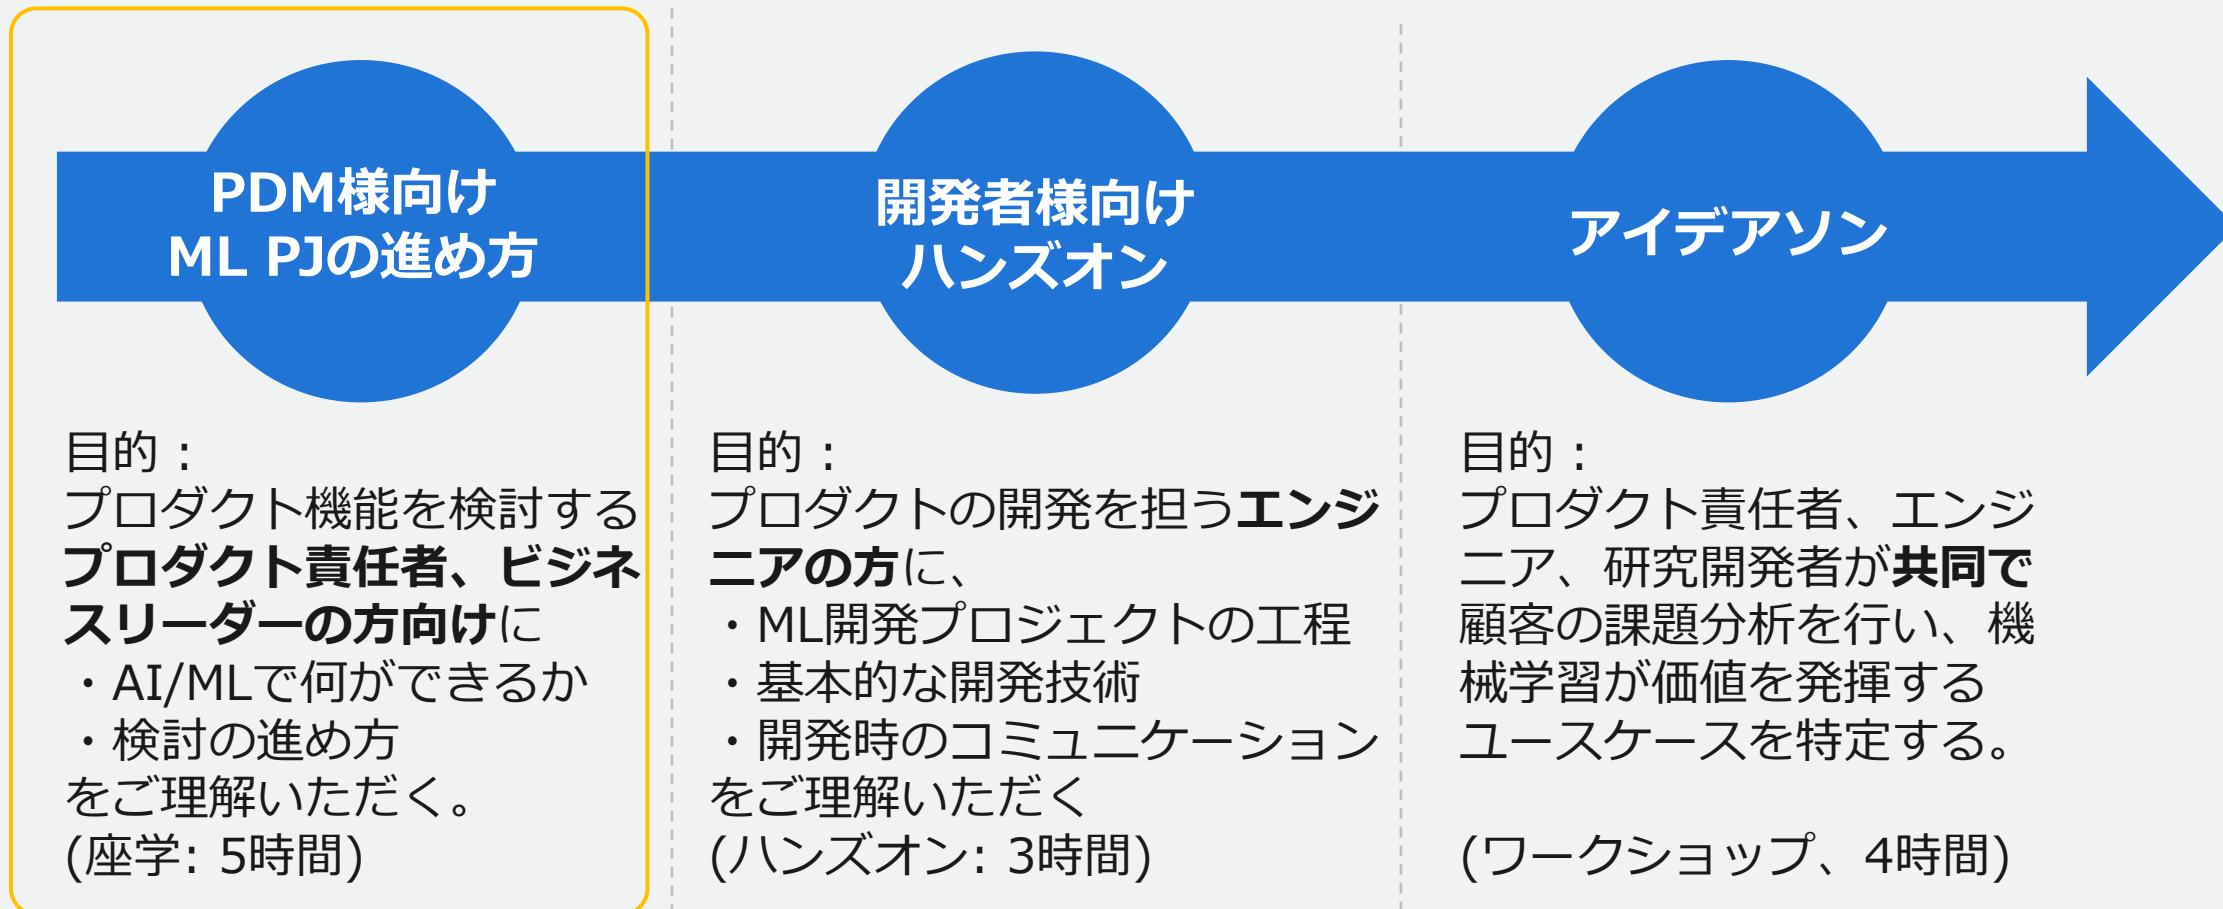 PDM様向け
ML PJの進め方
目的：
プロダクト機能を検討する
プロダクト責任者、ビジネ
スリーダーの方向けに
・AI/MLで何ができるか
・検討の進め方
をご理解いただく。
(座学: 5時間)
開発者様向け
ハンズオン
目的：
プロダクトの開発を担うエンジ
ニアの方に、
・ML開発プロジェクトの工程
・基本的な開発技術
・開発時のコミュニケーション
をご理解いただく
(ハンズオン: 3時間)
アイデアソン
目的：
プロダクト責任者、エンジ
ニア、研究開発者が共同で
顧客の課題分析を行い、機
械学習が価値を発揮する
ユースケースを特定する。
(ワークショップ、4時間)